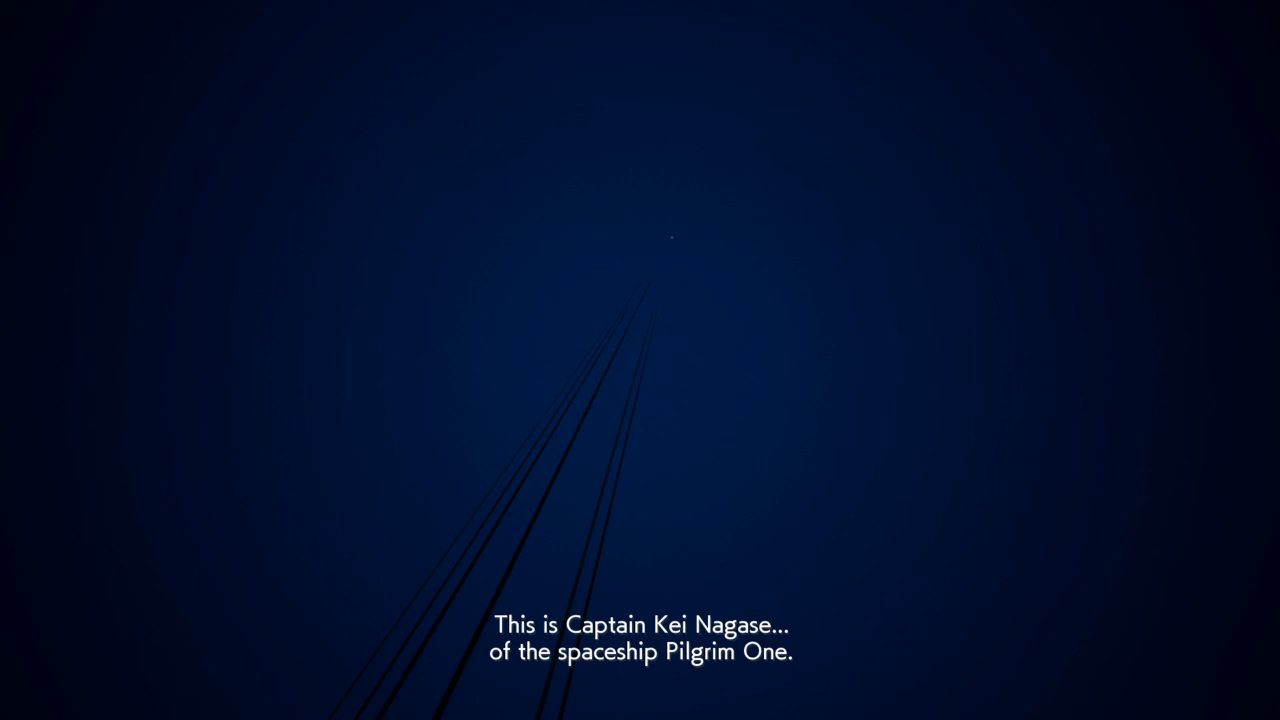 This is Captain Kei Nagase...
of the spaceship Pilgrim One.